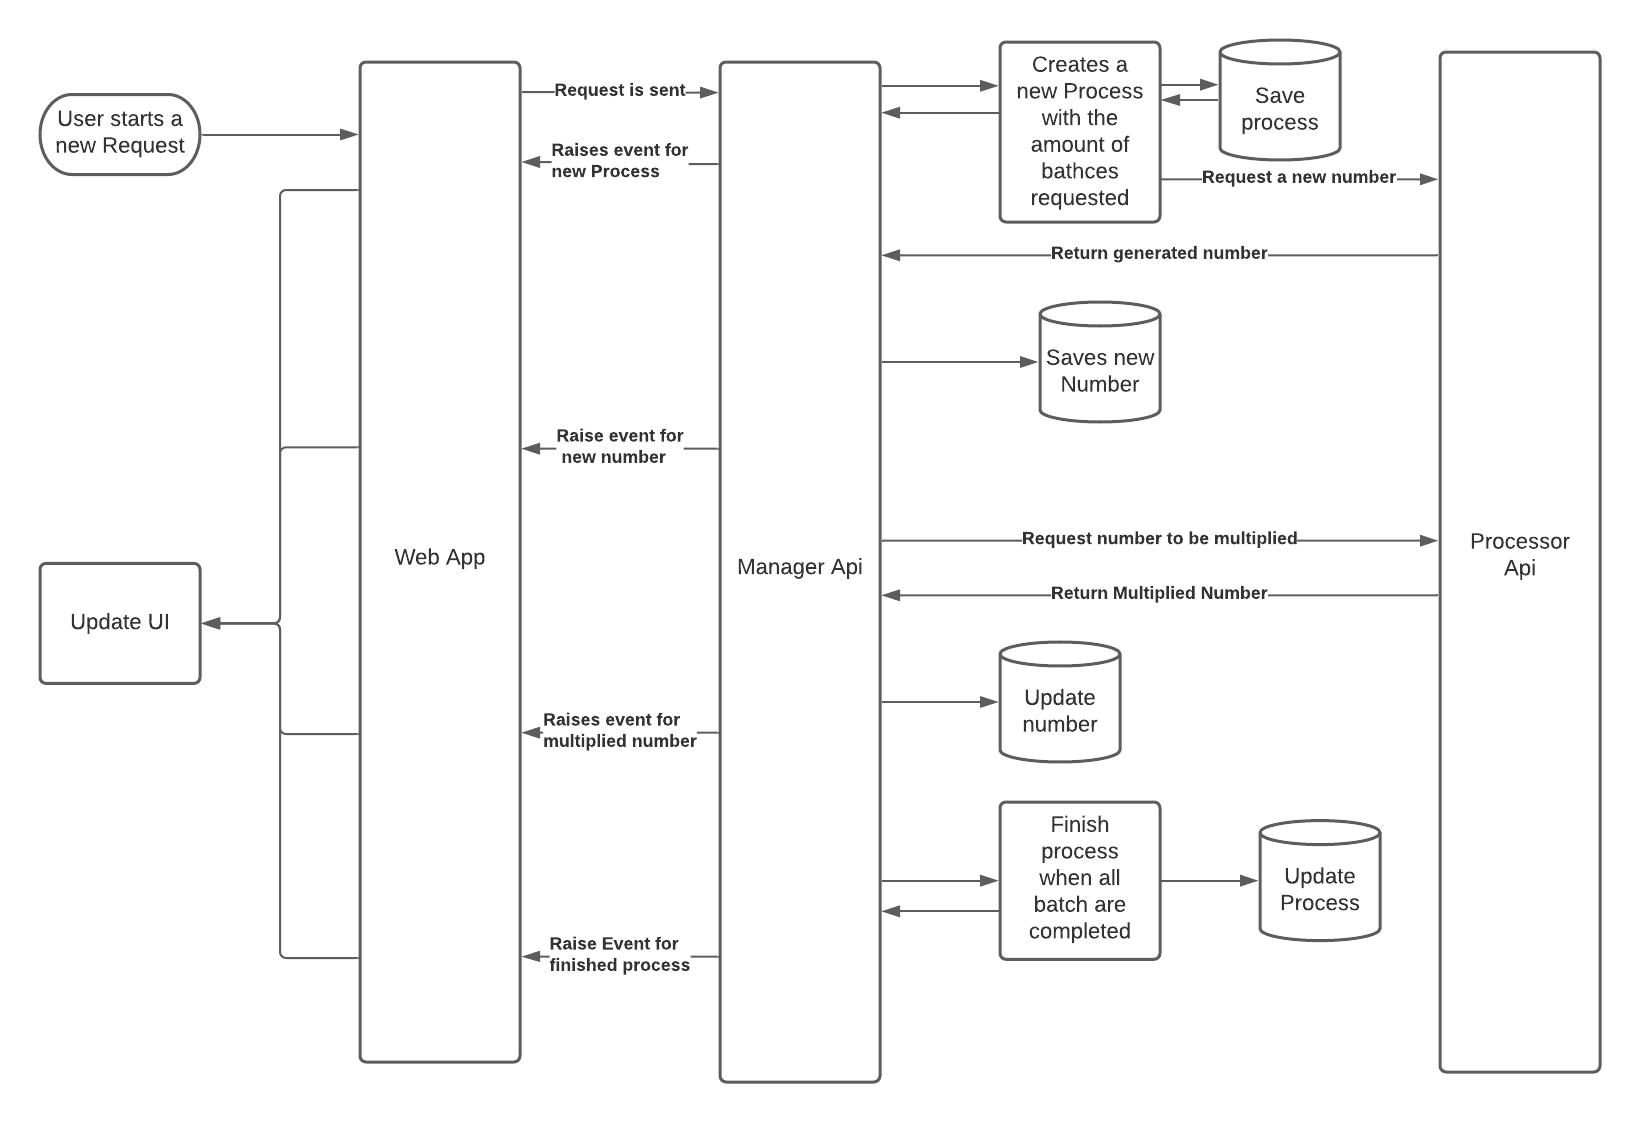 User starts a
new Request
Request is sent
Creates a
new Process
with the
amount of
bathces
requested
Save
process
Raises event for
new Process
Request a new number
Return generated number
Saves new
Number
Raise event for
new number
Request number to be multiplied
Web App
Manager Api
Processor
Api
Return Multiplied Number
Update UI
Update
number
Raises event for
multiplied number
Finish
process
when all
batch are
completed
Update
Process
Raise Event for
finished process